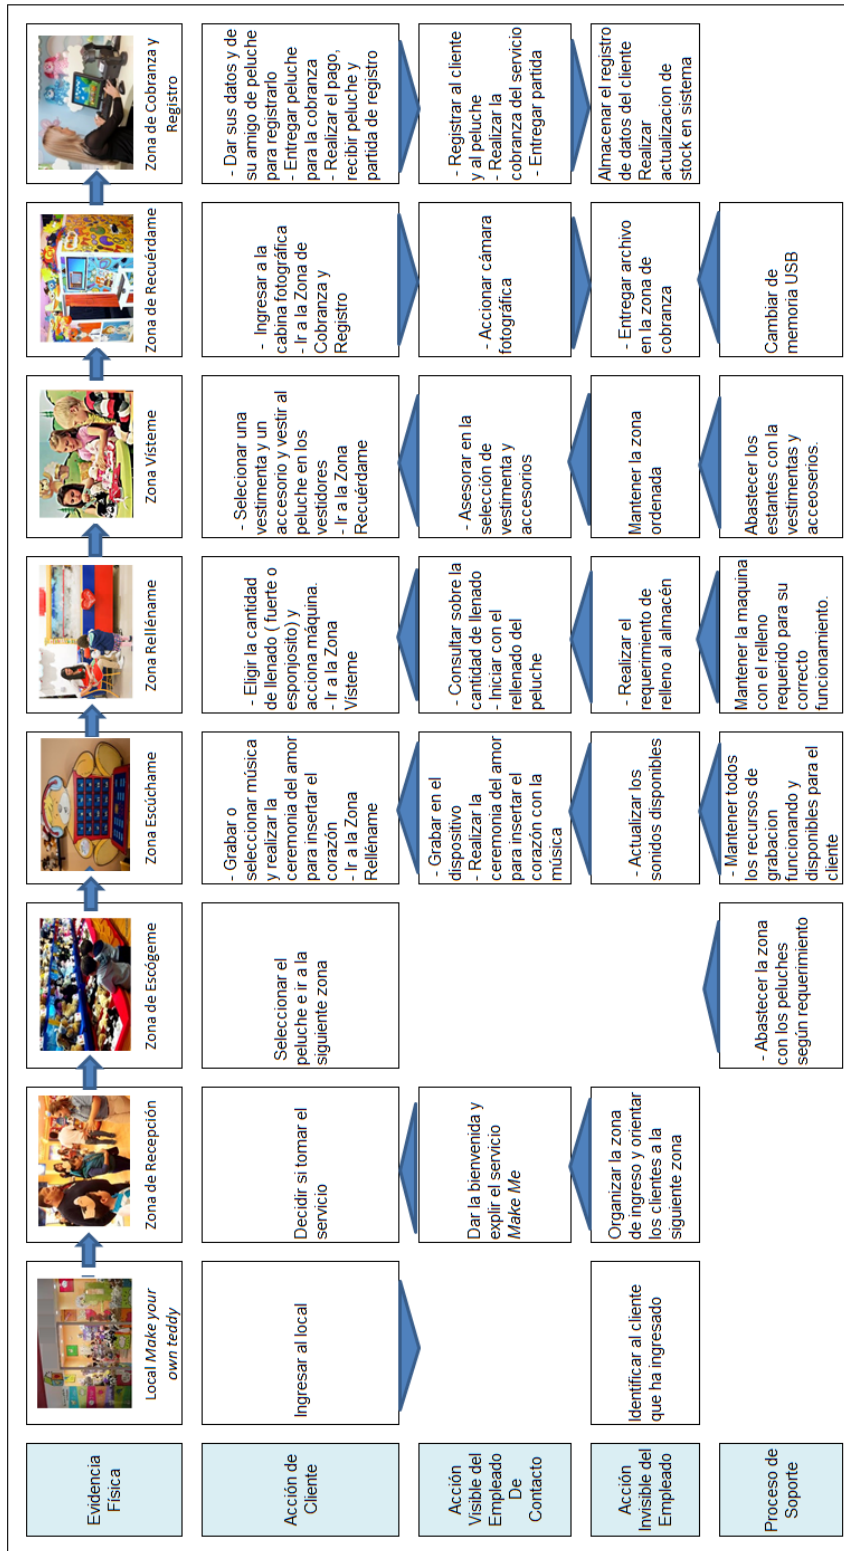 Evidencia
Física
Local Make your
own teddy
Zona de Recepción
Zona de Escógeme
Zona Escúchame
Zona Relléname
Zona Vísteme
Zona de Recuérdame
Zona de Cobranza y
Registro
Acción de
Cliente
Ingresar al local
Decidir si tomar el
servicio
Seleccionar el
peluche e ir a la
siguiente zona
- Grabar o
seleccionar música
y realizar la
ceremonia del amor
para insertar el
corazón
- Ir a la Zona
Relléname
- Eligir la cantidad
de llenado ( fuerte o
esponjosito) y
acciona máquina.
- Ir a la Zona
Vísteme
- Selecionar una
vestimenta y un
accesorio y vestir al
peluche en los
vestidores
- Ir a la Zona
Recuérdame
- Ingresar a la
cabina fotográfica
- Ir a la Zona de
Cobranza y
Registro
- Dar sus datos y de
su amigo de peluche
para registrarlo
- Entregar peluche
para la cobranza
- Realizar el pago,
recibir peluche y
partida de registro
Acción
Visible del
Empleado
De
Contacto
Dar la bienvenida y
explir el servicio
Make Me
- Grabar en el
dispositivo
- Realizar la
ceremonia del amor
para insertar el
corazón con la
música
- Consultar sobre la
cantidad de llenado
- Iniciar con el
rellenado del
peluche
- Asesorar en la
selección de
vestimenta y
accesorios
- Accionar cámara
fotográfica
- Registrar al cliente
y al peluche
- Realizar la
cobranza del servicio
- Entregar partida
Acción
Invisible del
Empleado
Identificar al cliente
que ha ingresado
Organizar la zona
de ingreso y orientar
los clientes a la
siguiente zona
- Actualizar los
sonidos disponibles
- Realizar el
requerimiento de
relleno al almacén
Mantener la zona
ordenada
- Entregar archivo
en la zona de
cobranza
Almacenar el registro
de datos del cliente
Realizar
actualizacion de
stock en sistema
Proceso de
Soporte
- Abastecer la zona
con los peluches
según requerimiento
- Mantener todos
los recursos de
grabacion
funcionando y
disponibles para el
cliente
Mantener la maquina
con el relleno
requerido para su
correcto
funcionamiento.
Abastecer los
estantes con la
vestimentas y
acceoserios.
Cambiar de
memoria USB